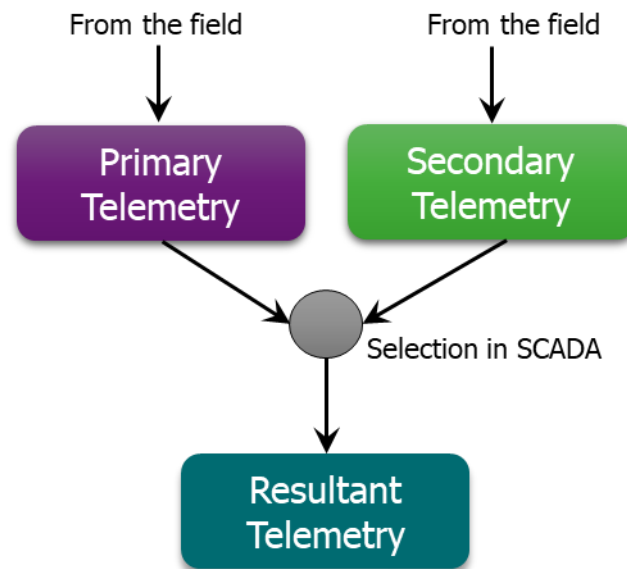 From the field
From the field
Primary
Telemetry
Secondary
Telemetry
Selection in SCADA
Resultant
Telemetry